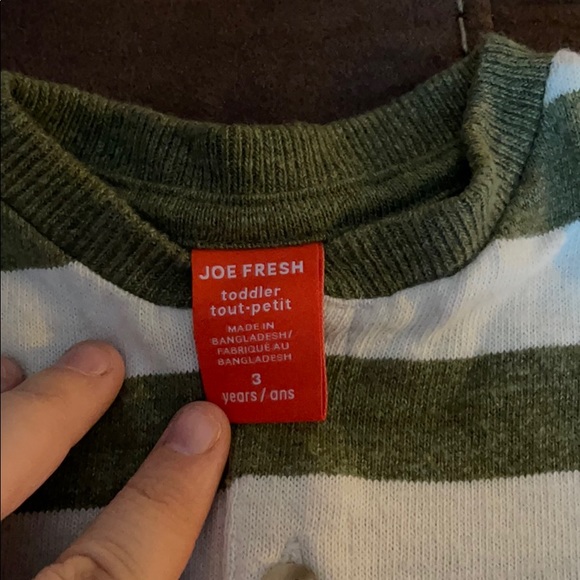 JOE FRESH
toddler
tout-petit
MADE IN
BANGLADESH/
FABRIQUÉ AU
BANGLADESH
3
years/ans